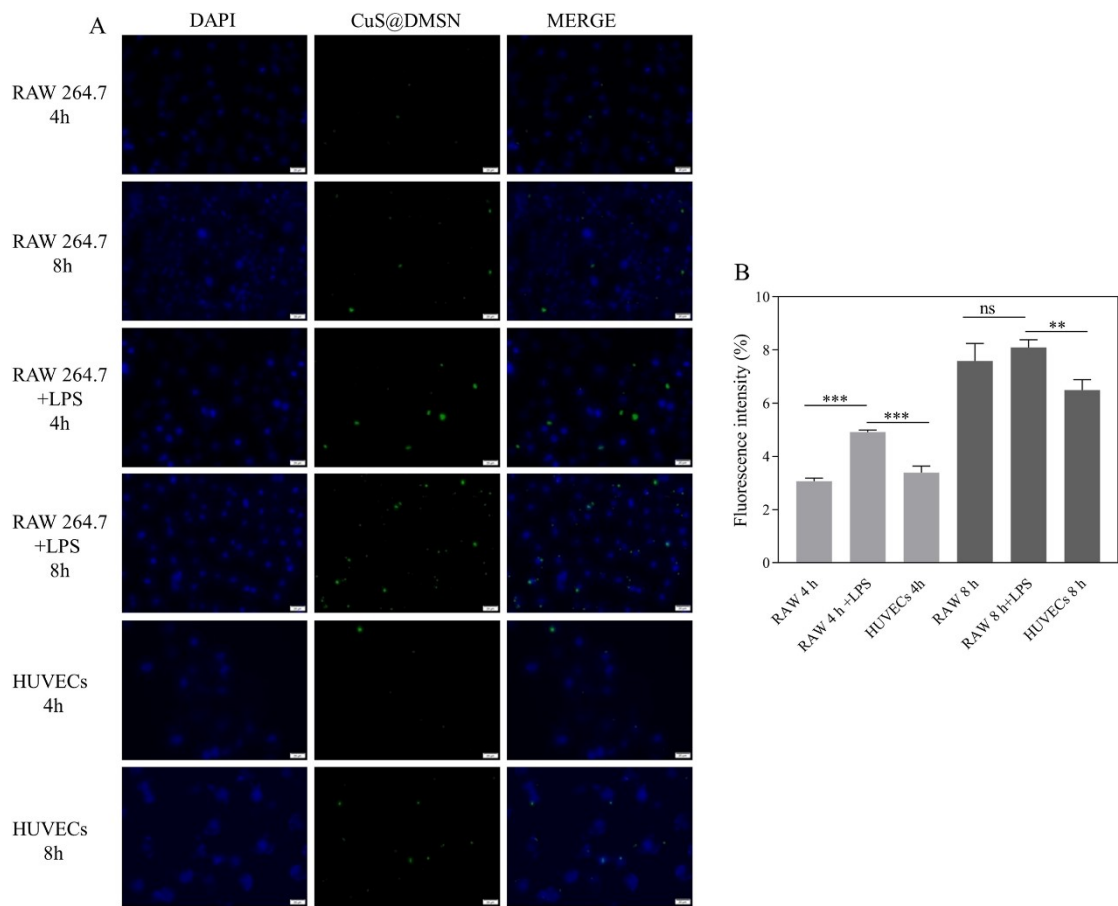 A
DAPI
CuS@DMSN
MERGE
RAW 264.7
4h
RAW 264.7
8h
RAW 264.7
+LPS
4h
RAW 264.7
+LPS
8h
HUVECs
4h
HUVECs
8h
B
Fluorescence intensity (%)
10
8
6
4
2
0
***
***
ns
**
RAW 4 h
RAW 4 h +LPS
HUVECs 4h
RAW 8 h
RAW 8 h+LPS
HUVECs 8 h